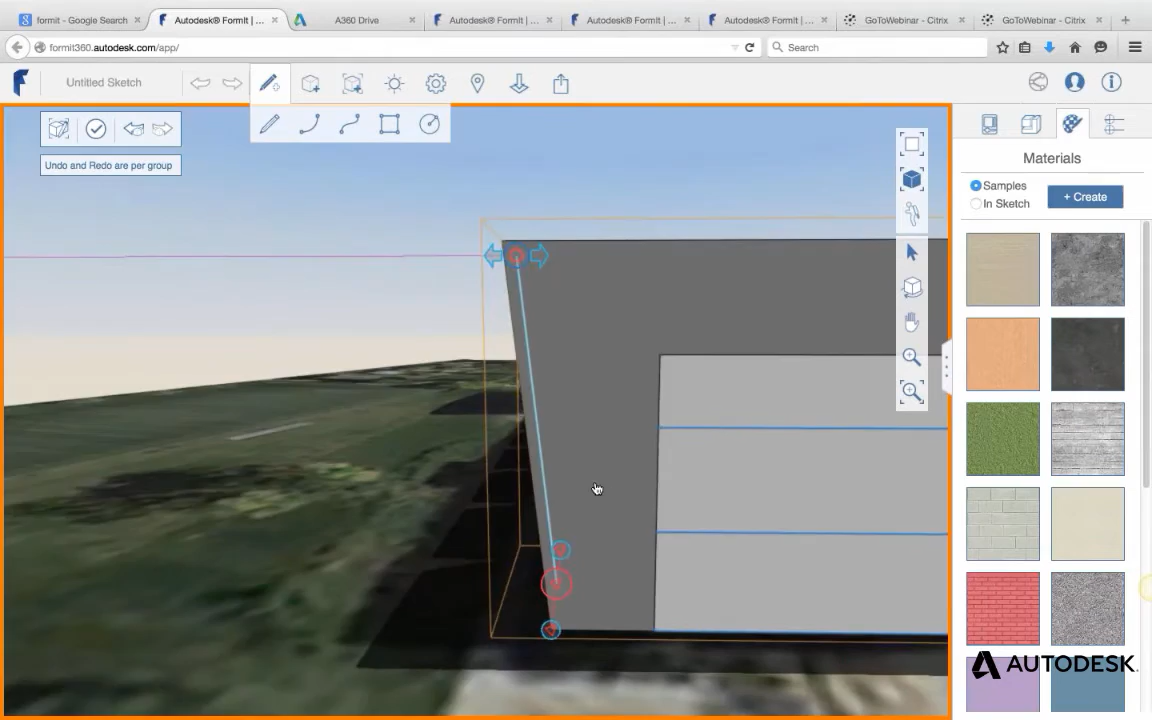 formit - Google Search
Autodesk® FormIt | ...
A360 Drive
Autodesk® FormIt | ...
Autodesk® FormIt | ...
Autodesk® FormIt | ...
GoToWebinar - Citrix
GoToWebinar - Citrix
formit360.autodesk.com/app/
Search
Untitled Sketch
Undo and Redo are per group
Materials
Samples
In Sketch
+ Create
AUTODESK.